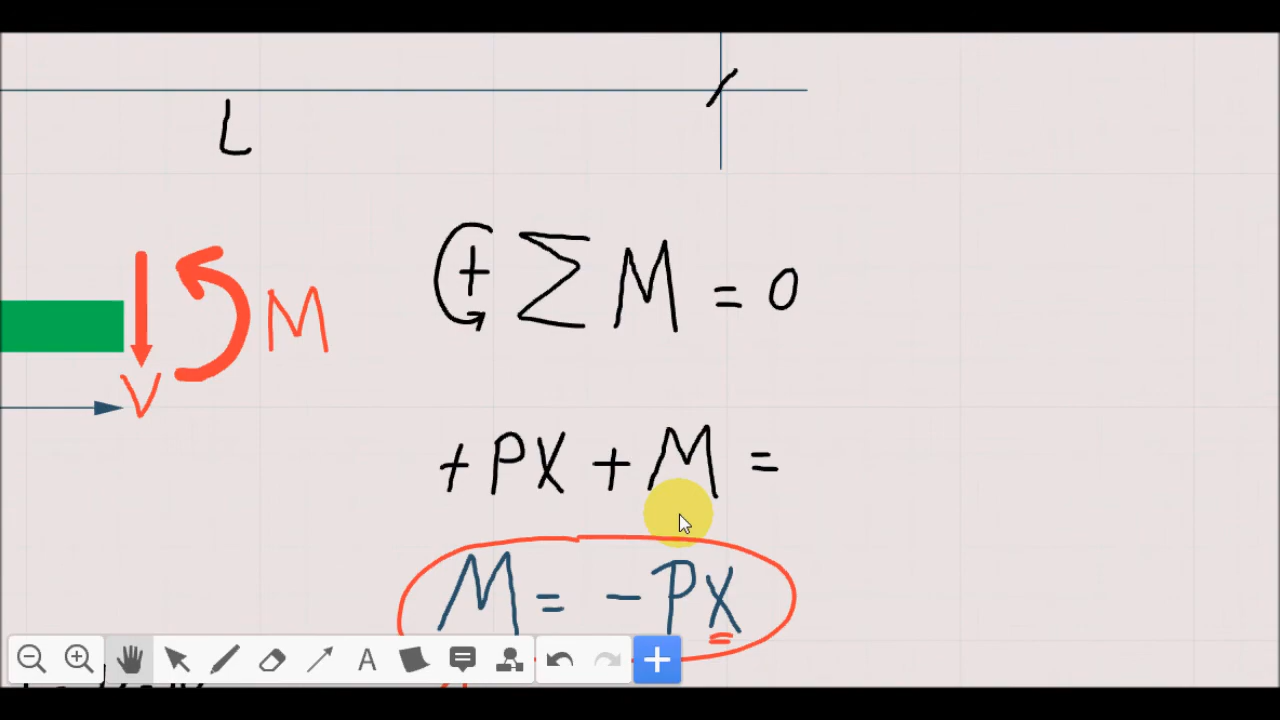 L
+ ΣM = 0
M
V
+ PX + M =
M = - PX
A